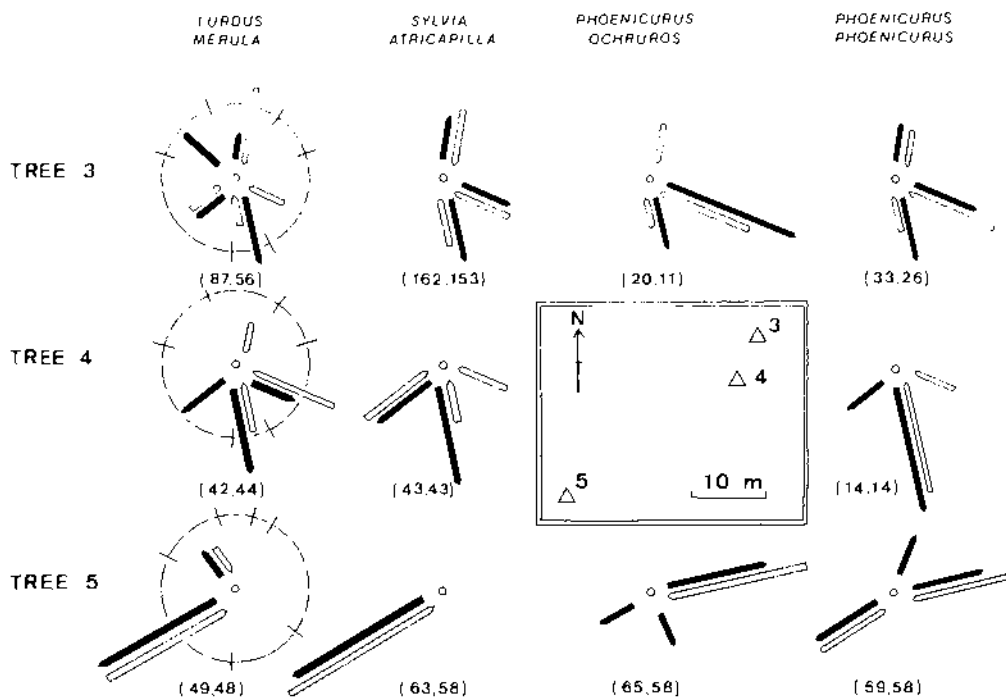 TURDUS MERULA
SYLVIA ATRICAPILLA
PHOENICURUS OCHRUROS
PHOENICURUS PHOENICURUS
TREE 3
(87,56)
(162,153)
(20,11)
(33,26)
TREE 4
(42,44)
(43,43)
N
3
4
5
10 m
(14,14)
TREE 5
(49,48)
(63,58)
(65,58)
(59,58)